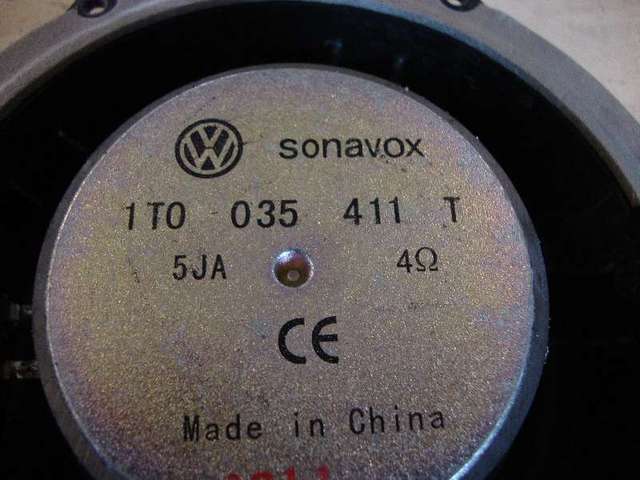 sonavox
1T0 035 411 T
5JA 4Ω
CE
Made in China